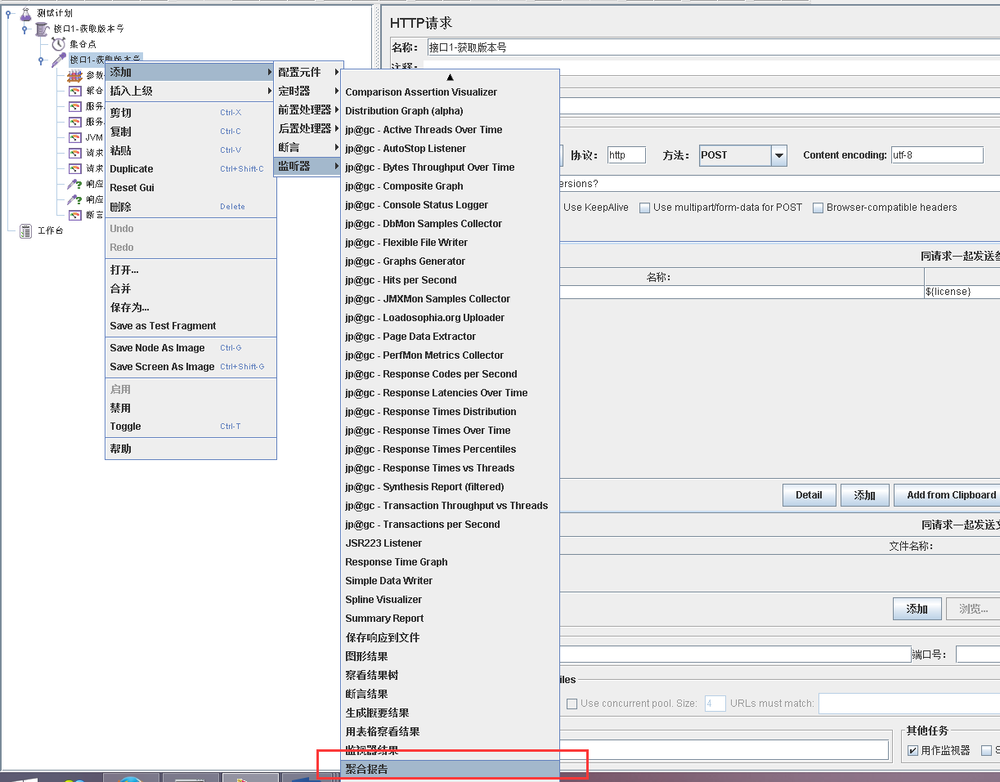 测试计划
接口1-获取版本号
集合点
接口1-获取版本号
参数
聚合
服务
服务
JVM
请求
请求
响应
响应
断言
工作台
添加
插入上级
剪切 Ctrl-X
复制 Ctrl-C
粘贴 Ctrl-V
Duplicate Ctrl+Shift-C
Reset Gui
删除 Delete
Undo
Redo
打开...
合并
保存为...
Save as Test Fragment
Save Node As Image Ctrl-G
Save Screen As Image Ctrl+Shift-G
启用
禁用
Toggle Ctrl-T
帮助
配置元件
定时器
前置处理器
后置处理器
断言
监听器
Comparison Assertion Visualizer
Distribution Graph (alpha)
jp@gc - Active Threads Over Time
jp@gc - AutoStop Listener
jp@gc - Bytes Throughput Over Time
jp@gc - Composite Graph
jp@gc - Console Status Logger
jp@gc - DbMon Samples Collector
jp@gc - Flexible File Writer
jp@gc - Graphs Generator
jp@gc - Hits per Second
jp@gc - JMXMon Samples Collector
jp@gc - Loadosophia.org Uploader
jp@gc - Page Data Extractor
jp@gc - PerfMon Metrics Collector
jp@gc - Response Codes per Second
jp@gc - Response Latencies Over Time
jp@gc - Response Times Distribution
jp@gc - Response Times Over Time
jp@gc - Response Times Percentiles
jp@gc - Response Times vs Threads
jp@gc - Synthesis Report (filtered)
jp@gc - Transaction Throughput vs Threads
jp@gc - Transactions per Second
JSR223 Listener
Response Time Graph
Simple Data Writer
Spline Visualizer
Summary Report
保存响应到文件
图形结果
察看结果树
断言结果
生成概要结果
用表格察看结果
监视器结果
聚合报告
HTTP请求
名称： 接口1-获取版本号
注释：
协议： http 方法： POST Content encoding: utf-8
ersions?
Use KeepAlive Use multipart/form-data for POST Browser-compatible headers
同请求一起发送参
名称：
${license}
Detail 添加 Add from Clipboard
同请求一起发送文
文件名称：
添加 浏览...
端口号：
iles
Use concurrent pool. Size: 4 URLs must match:
其他任务
用作监视器 S